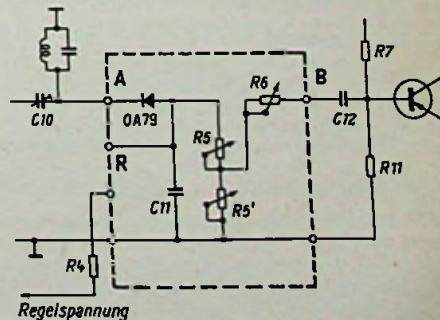 R7
A
R6
B
C10
OA79
C12
R5
R
R11
C11
R5'
R4
Regelspannung